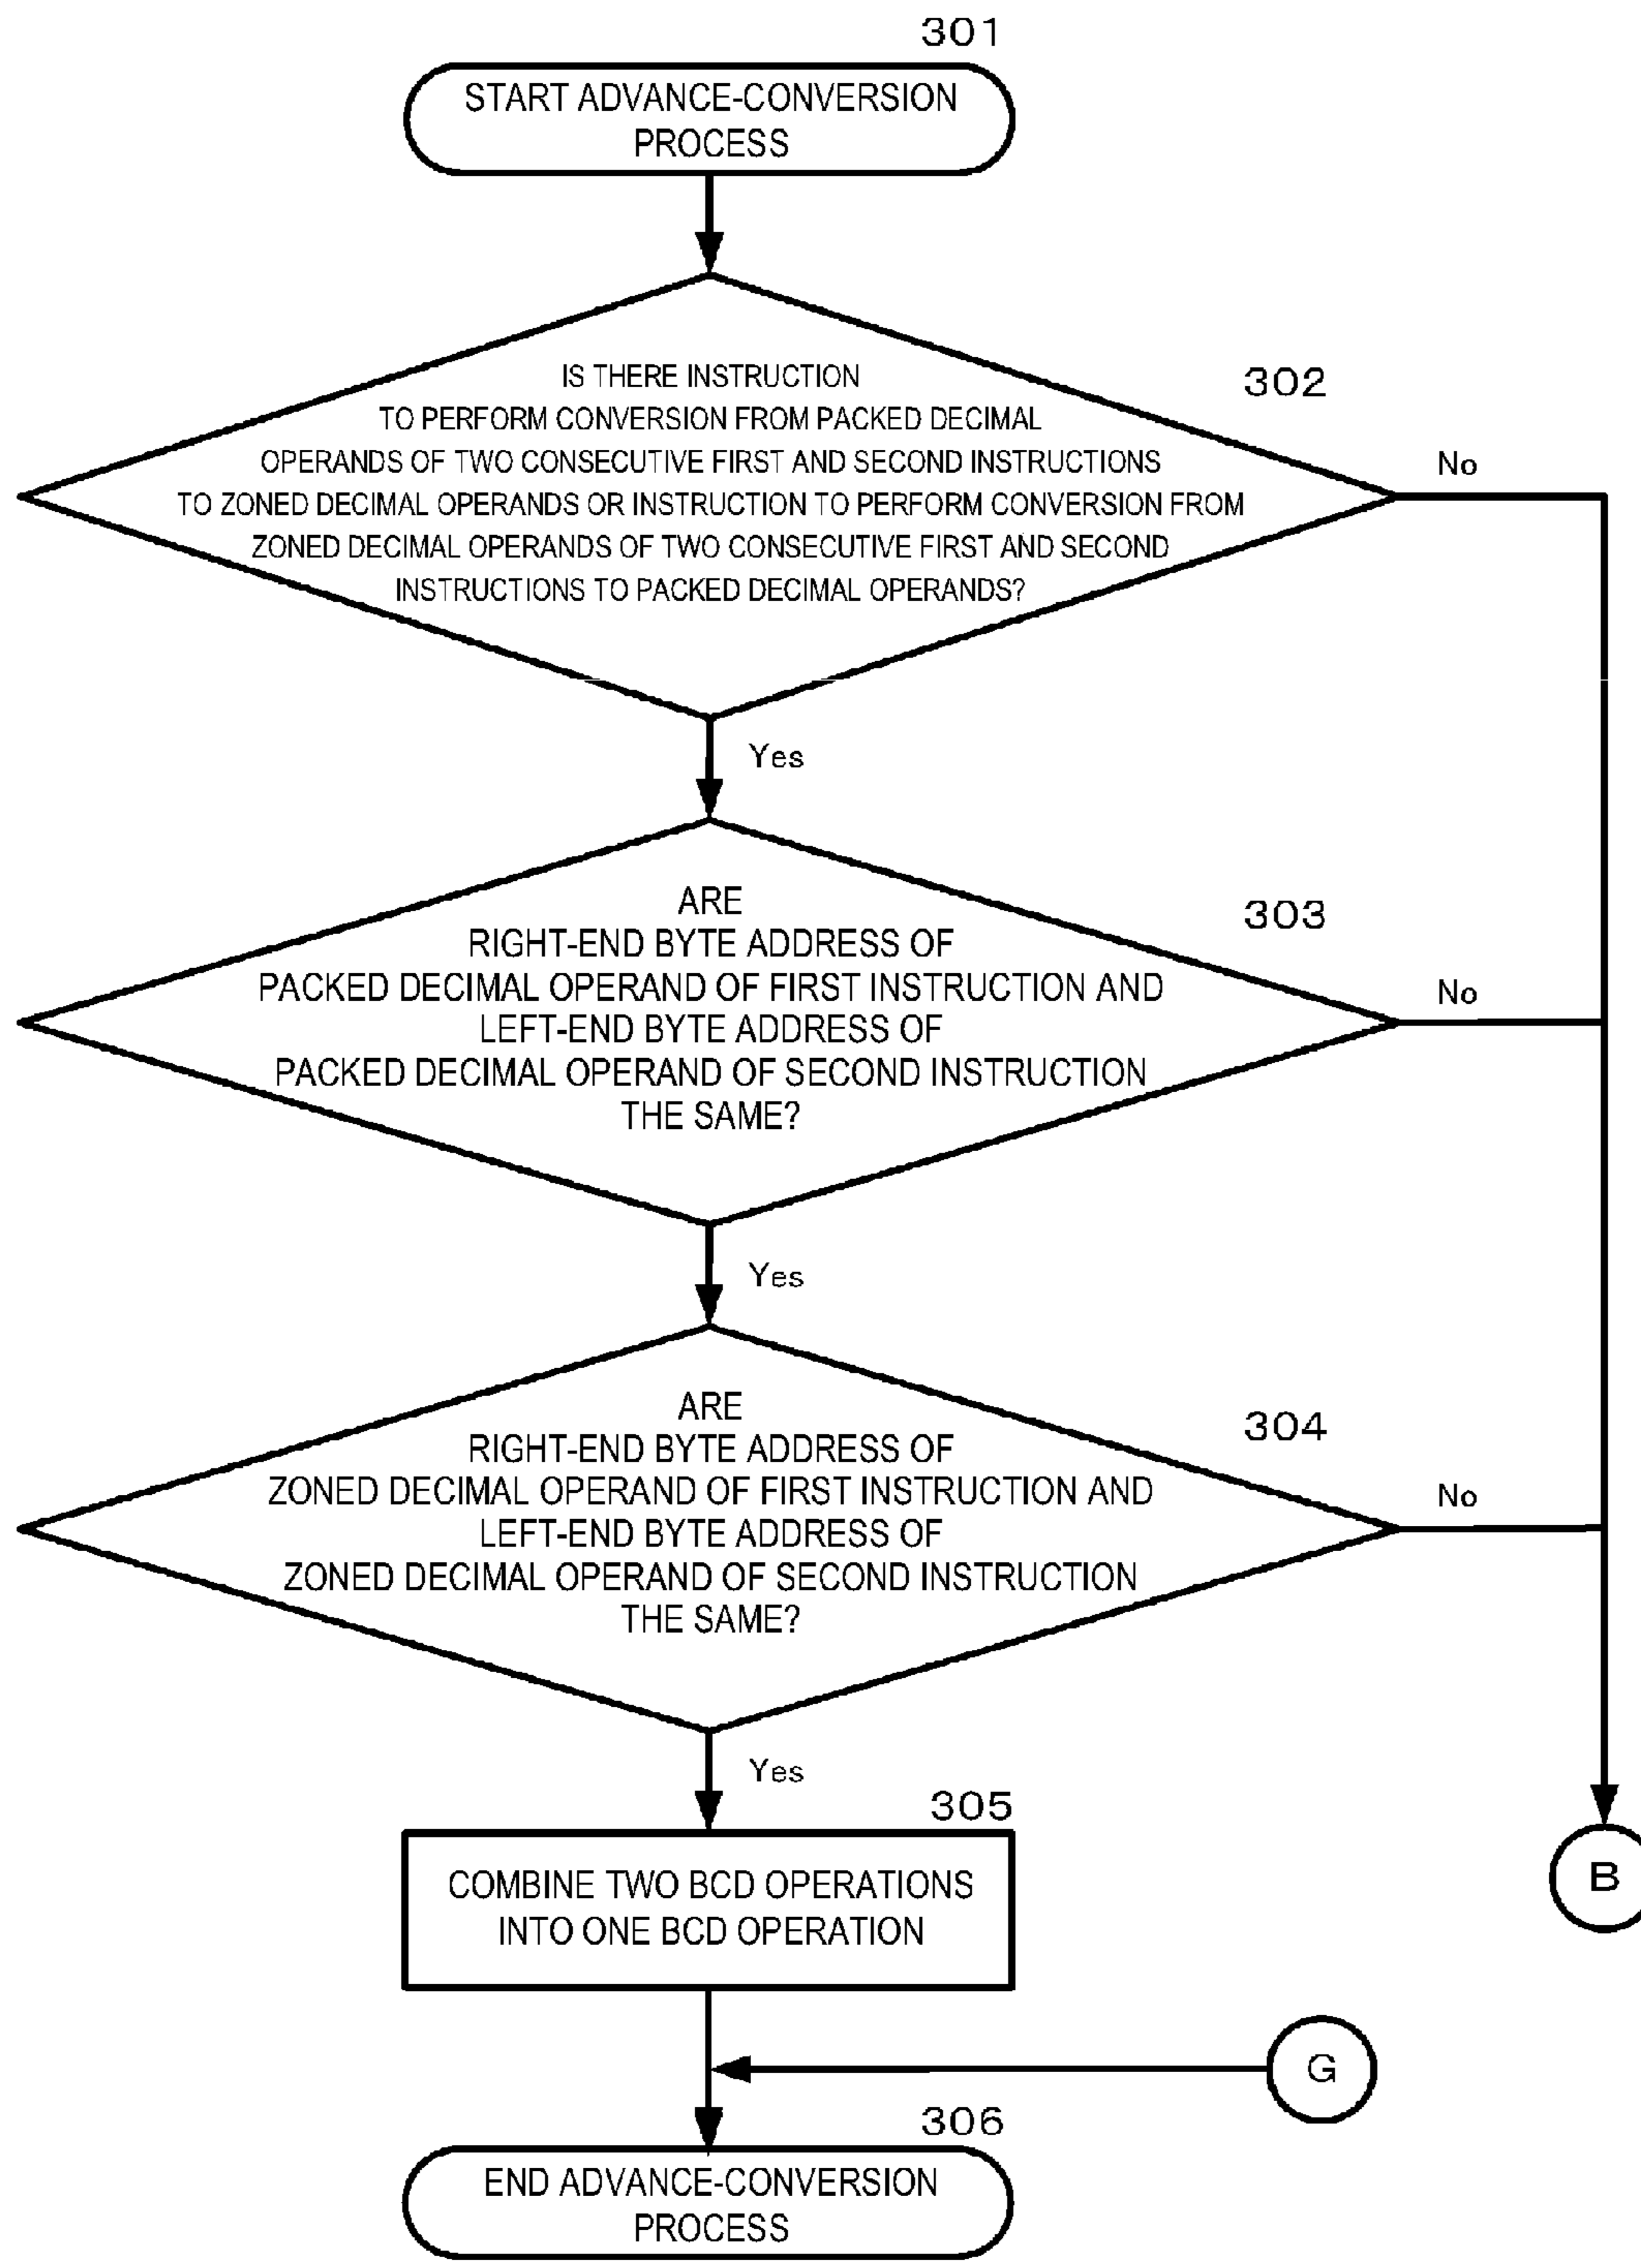 301
START ADVANCE-CONVERSION
PROCESS
302
IS THERE INSTRUCTION
TO PERFORM CONVERSION FROM PACKED DECIMAL
OPERANDS OF TWO CONSECUTIVE FIRST AND SECOND INSTRUCTIONS
TO ZONED DECIMAL OPERANDS OR INSTRUCTION TO PERFORM CONVERSION FROM
ZONED DECIMAL OPERANDS OF TWO CONSECUTIVE FIRST AND SECOND
INSTRUCTIONS TO PACKED DECIMAL OPERANDS?
No
Yes
303
ARE
RIGHT-END BYTE ADDRESS OF
PACKED DECIMAL OPERAND OF FIRST INSTRUCTION AND
LEFT-END BYTE ADDRESS OF
PACKED DECIMAL OPERAND OF SECOND INSTRUCTION
THE SAME?
No
Yes
304
ARE
RIGHT-END BYTE ADDRESS OF
ZONED DECIMAL OPERAND OF FIRST INSTRUCTION AND
LEFT-END BYTE ADDRESS OF
ZONED DECIMAL OPERAND OF SECOND INSTRUCTION
THE SAME?
No
Yes
305
COMBINE TWO BCD OPERATIONS
INTO ONE BCD OPERATION
B
G
306
END ADVANCE-CONVERSION
PROCESS